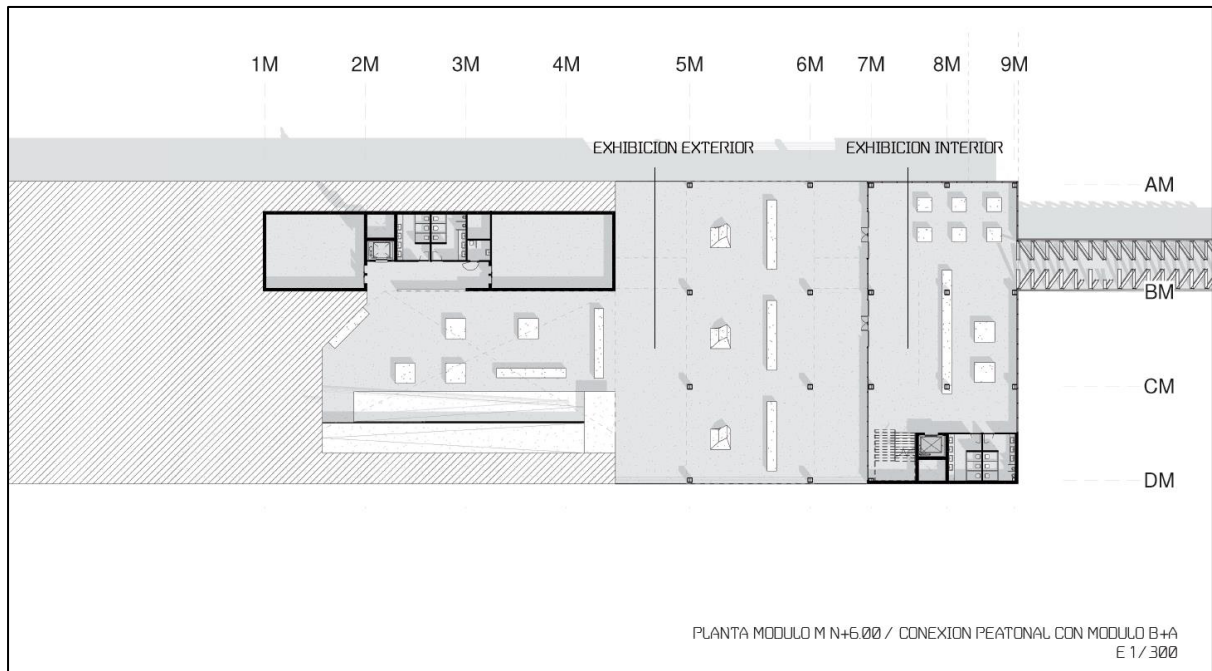 1M 2M 3M 4M 5M 6M 7M 8M 9M
EXHIBICION EXTERIOR EXHIBICION INTERIOR
AM
BM
CM
DM
PLANTA MODULO M N+6.00 / CONEXION PEATONAL CON MODULO B+A
E 1/ 300